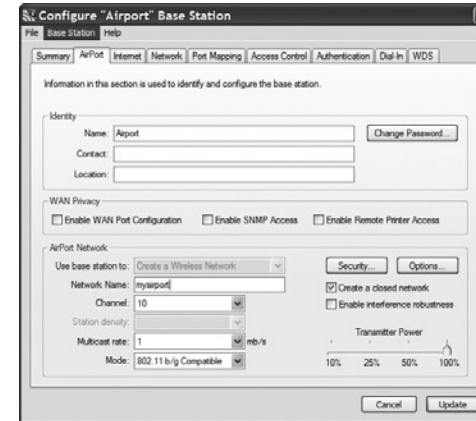 Configure "Airport" Base Station
File Base Station Help
Summary AirPort Internet Network Port Mapping Access Control Authentication Dial-In WDS
Information in this section is used to identify and configure the base station.
Identity
Name: Airport Change Password...
Contact:
Location:
WAN Privacy
Enable WAN Port Configuration Enable SNMP Access Enable Remote Printer Access
AirPort Network
Use base station to: Create a Wireless Network Security... Options...
Network Name: myairport Create a closed network
Channel: 10 Enable interference robustness
Station density:
Transmitter Power
Multicast rate: 1 mb/s
Mode: 802.11 b/g Compatible 10% 25% 50% 100%
Cancel Update